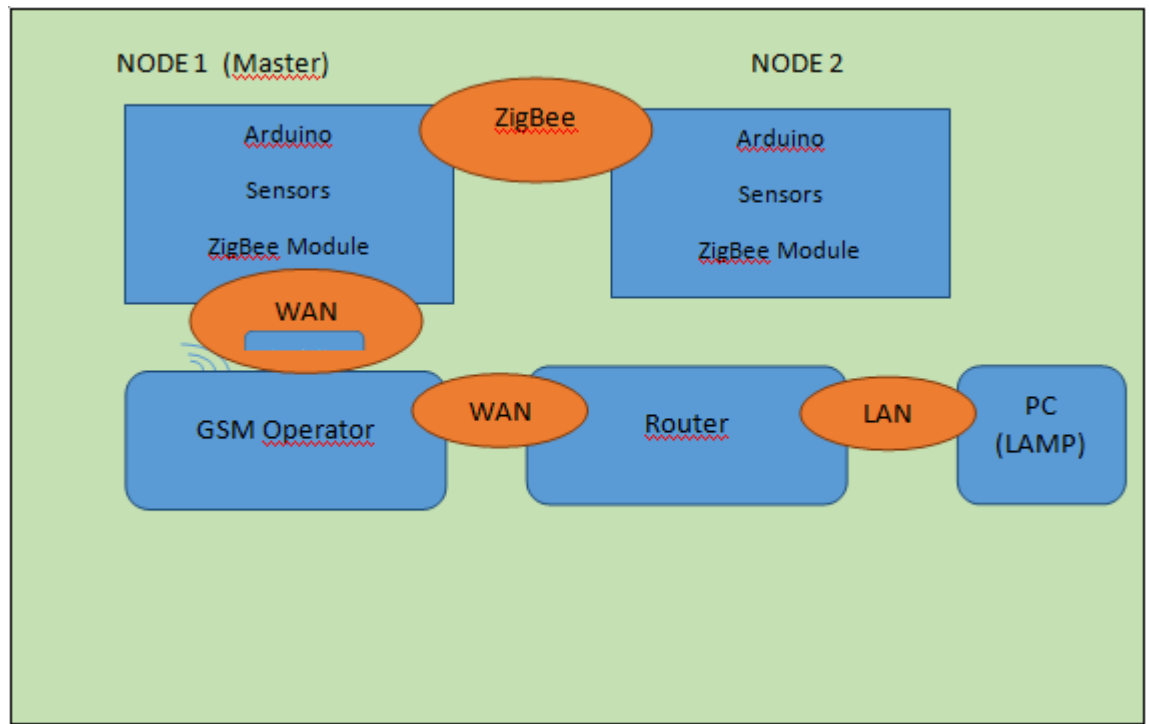 NODE 1 (Master)
NODE 2
ZigBee
Arduino
Sensors
ZigBee Module
Arduino
Sensors
ZigBee Module
WAN
GSM Operator
WAN
Router
LAN
PC
(LAMP)